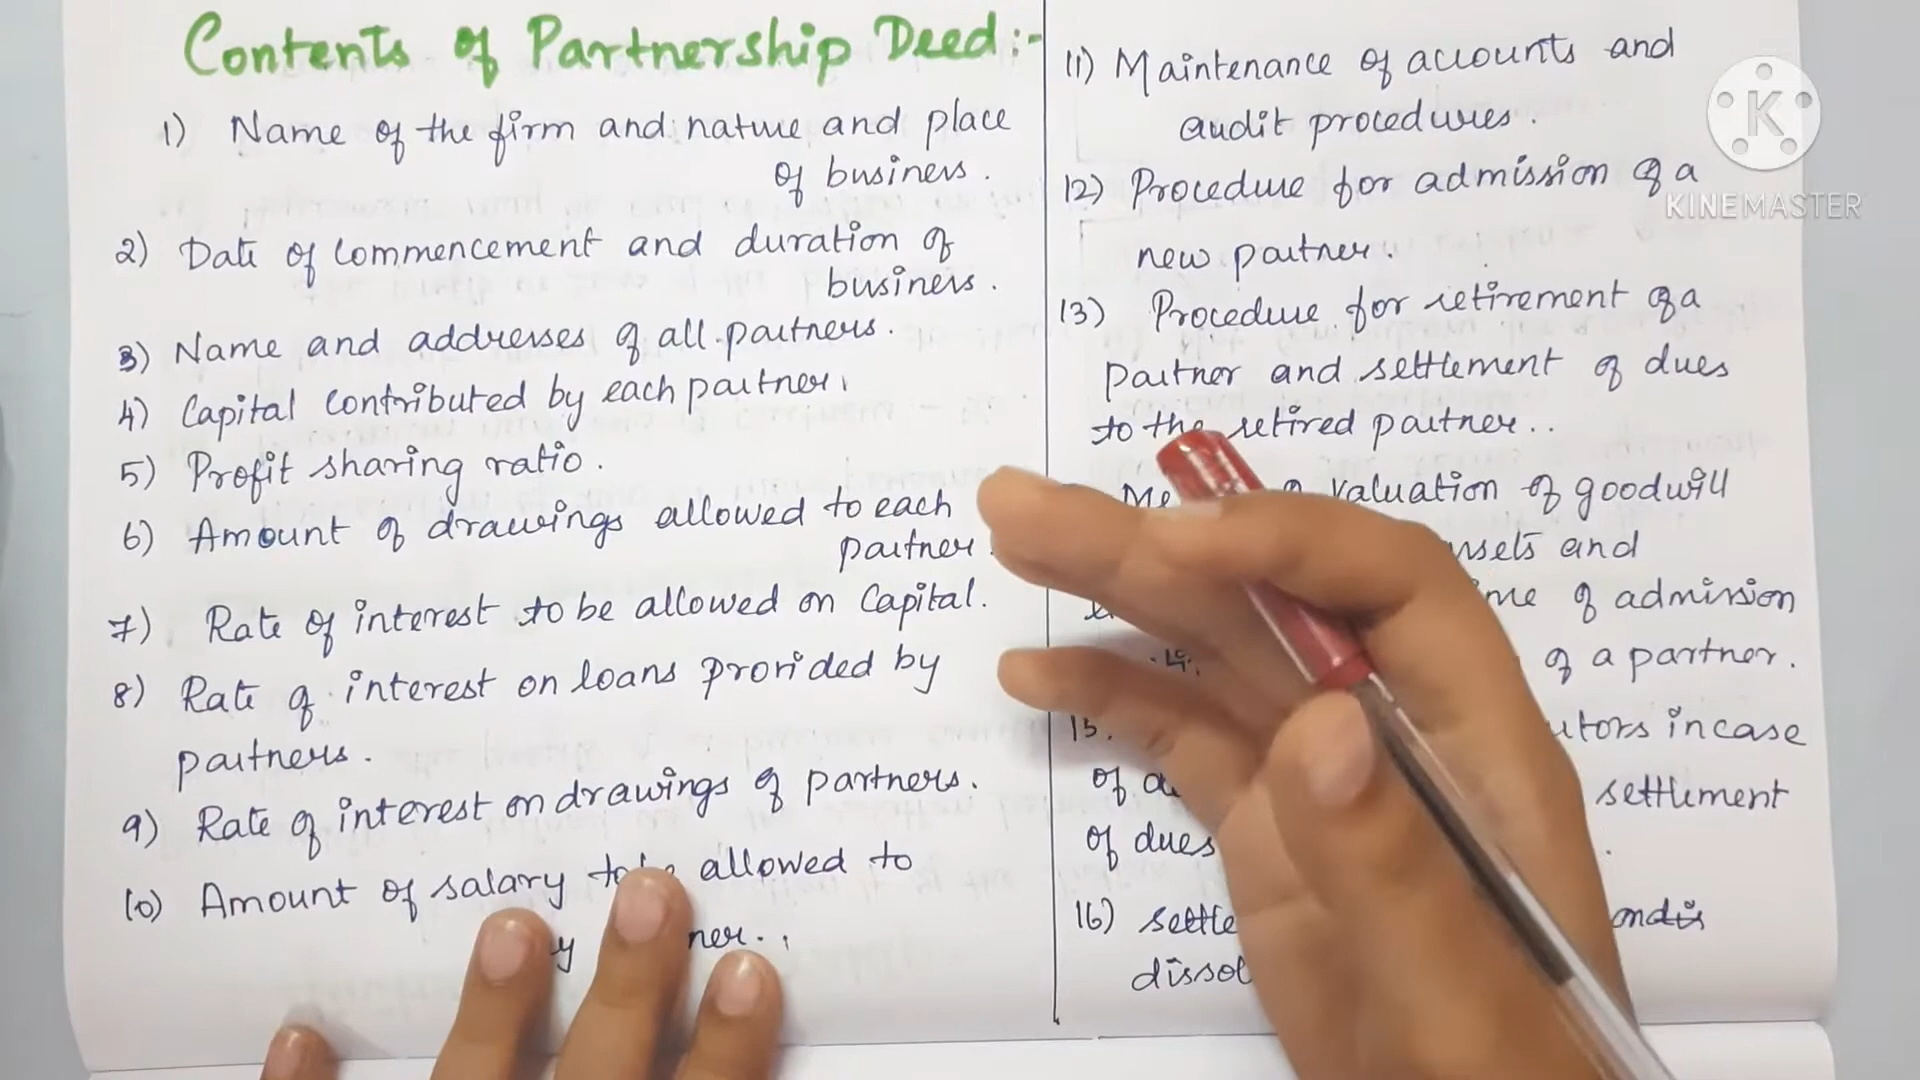 Contents of Partnership Deed:-
1) Name of the firm and nature and place
of business.
2) Date of commencement and duration of
business.
3) Name and addresses of all partners.
4) Capital contributed by each partner.
5) Profit sharing ratio.
6) Amount of drawings allowed to each
partner
7) Rate of interest to be allowed on Capital.
8) Rate of interest on loans provided by
partners.
9) Rate of interest on drawings of partners.
10) Amount of salary to be allowed to
11) Maintenance of accounts and
audit procedures.
12) Procedure for admission of a
new partner.
13) Procedure for retirement of a
partner and settlement of dues
to the retired partner..
valuation of goodwill
and
of admission
of a partner.
15.
in case
of settlement
of dues
16)
K
KINEMASTER